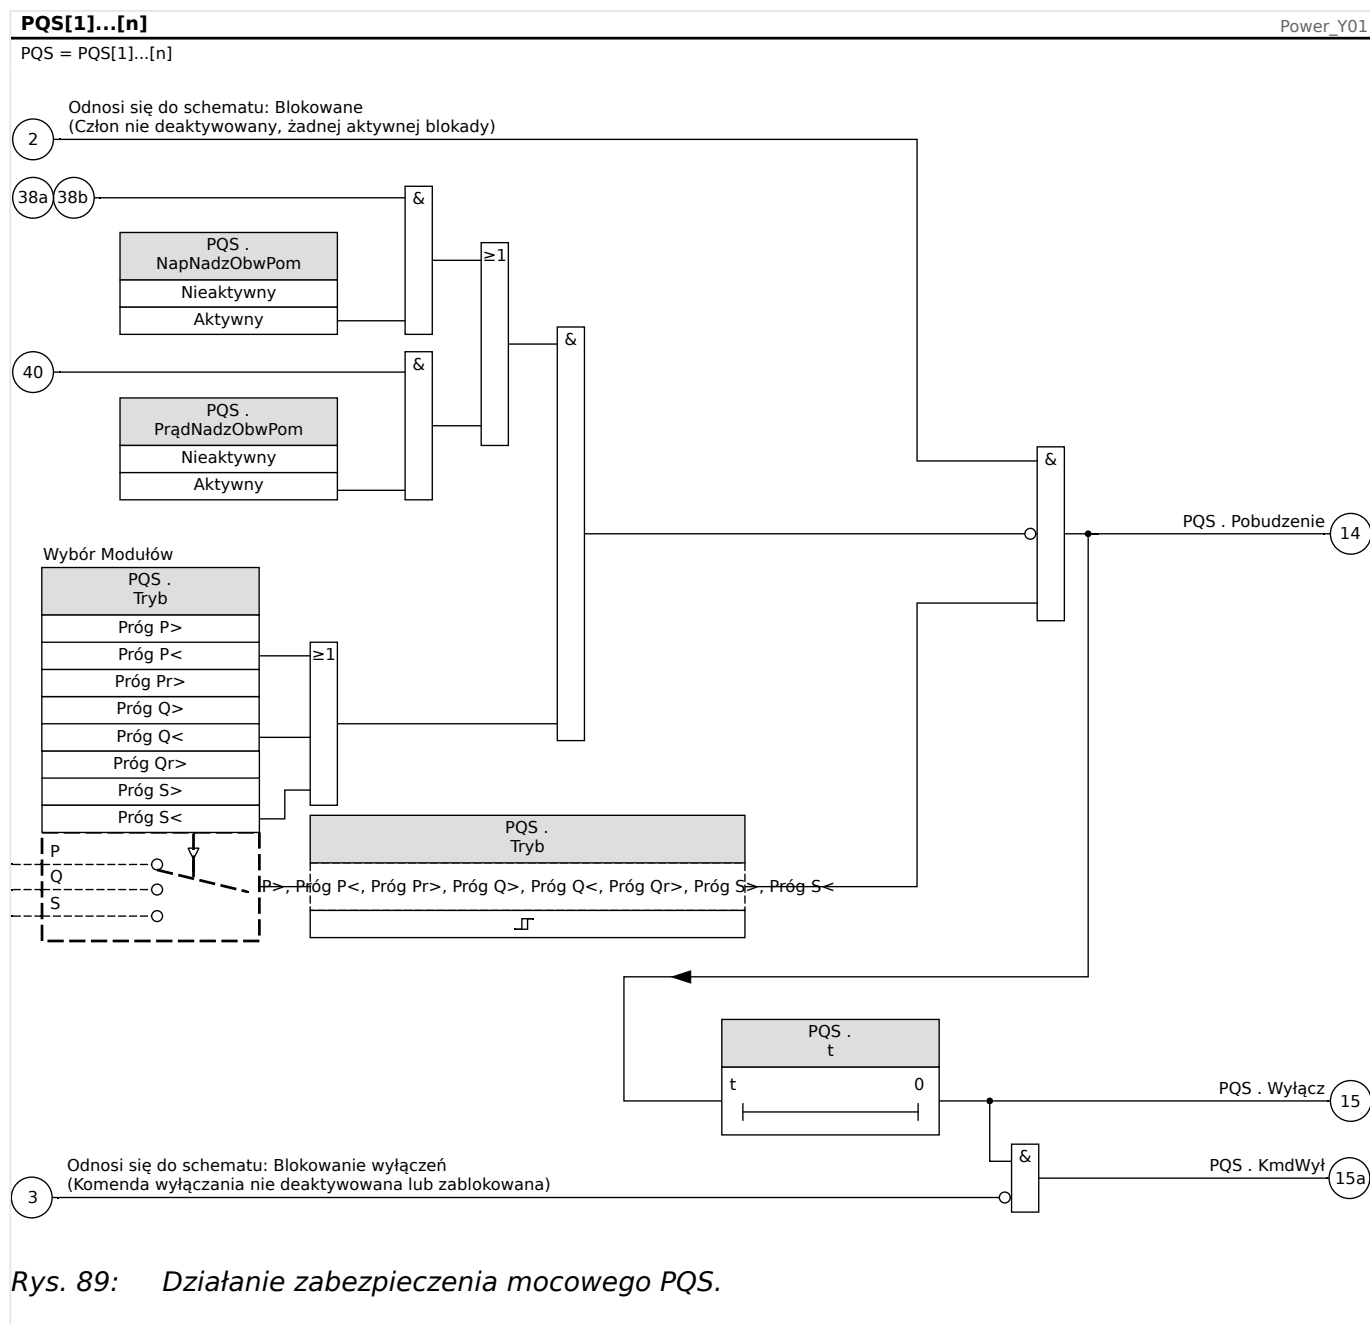 PQS[1]...[n]
Power_Y01
PQS = PQS[1]...[n]
Odnosi się do schematu: Blokowane
(Człon nie deaktywowany, żadnej aktywnej blokady)
2
38a 38b
&
PQS .
NapNadzObwPom
≥1
Nieaktywny
Aktywny
&
40
&
PQS .
PrądNadzObwPom
Nieaktywny
&
Aktywny
PQS . Pobudzenie
14
Wybór Modułów
PQS .
Tryb
Próg P>
Próg P<
≥1
Próg Pr>
Próg Q>
Próg Q<
Próg Qr>
Próg S>
Próg S<
PQS .
Tryb
P
Q
S
P>, Próg P<, Próg Pr>, Próg Q>, Próg Q<, Próg Qr>, Próg S>, Próg S<
PQS .
t
t 0
PQS . Wyłącz
15
&
PQS . KmdWył
15a
Odnosi się do schematu: Blokowanie wyłączeń
(Komenda wyłączania nie deaktywowana lub zablokowana)
3
Rys. 89: Działanie zabezpieczenia mocowego PQS.